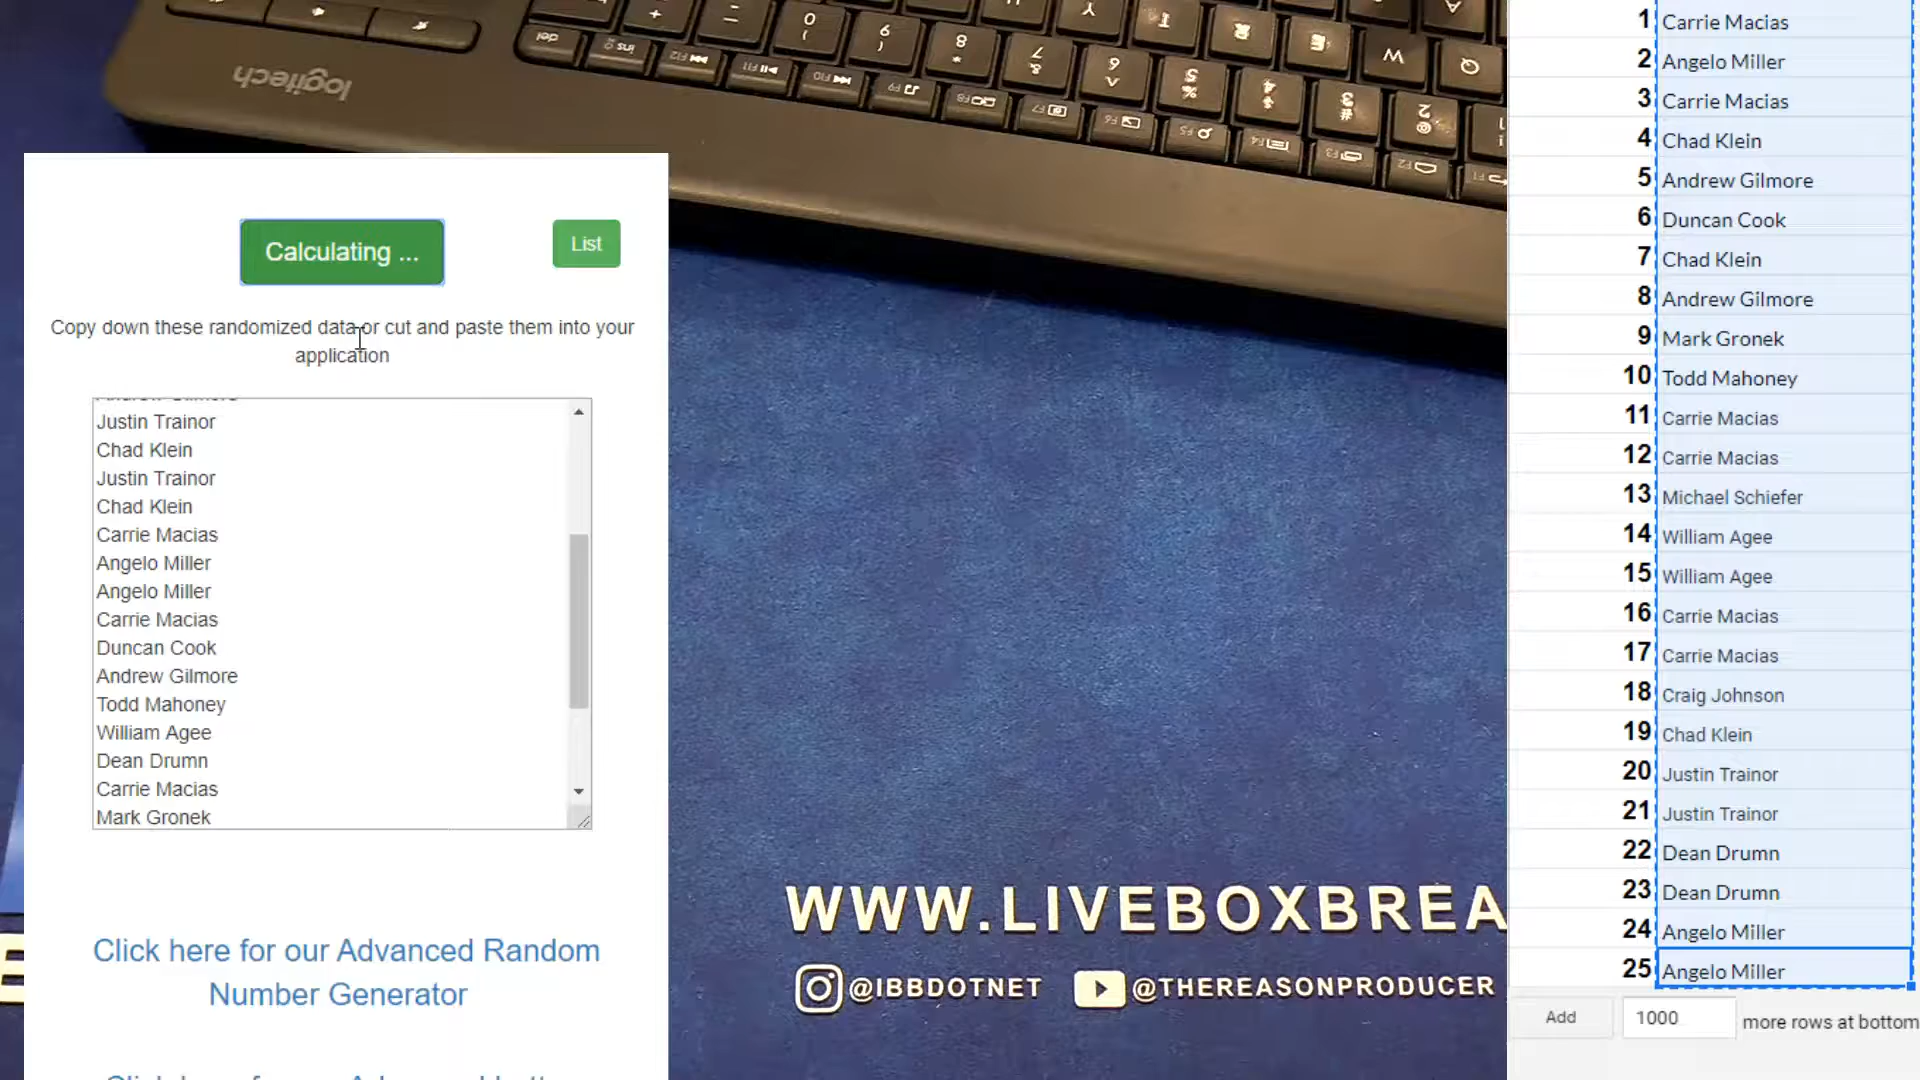 logitech
Calculating ...
List
Copy down these randomized data or cut and paste them into your
application
Justin Trainor
Chad Klein
Justin Trainor
Chad Klein
Carrie Macias
Angelo Miller
Angelo Miller
Carrie Macias
Duncan Cook
Andrew Gilmore
Todd Mahoney
William Agee
Dean Drumn
Carrie Macias
Mark Gronek
Click here for our Advanced Random
Number Generator
WWW.LIVEBOXBREA
@IBBDOTNET @THEREASONPRODUCER
1 Carrie Macias
2 Angelo Miller
3 Carrie Macias
4 Chad Klein
5 Andrew Gilmore
6 Duncan Cook
7 Chad Klein
8 Andrew Gilmore
9 Mark Gronek
10 Todd Mahoney
11 Carrie Macias
12 Carrie Macias
13 Michael Schiefer
14 William Agee
15 William Agee
16 Carrie Macias
17 Carrie Macias
18 Craig Johnson
19 Chad Klein
20 Justin Trainor
21 Justin Trainor
22 Dean Drumn
23 Dean Drumn
24 Angelo Miller
25 Angelo Miller
Add 1000 more rows at bottom